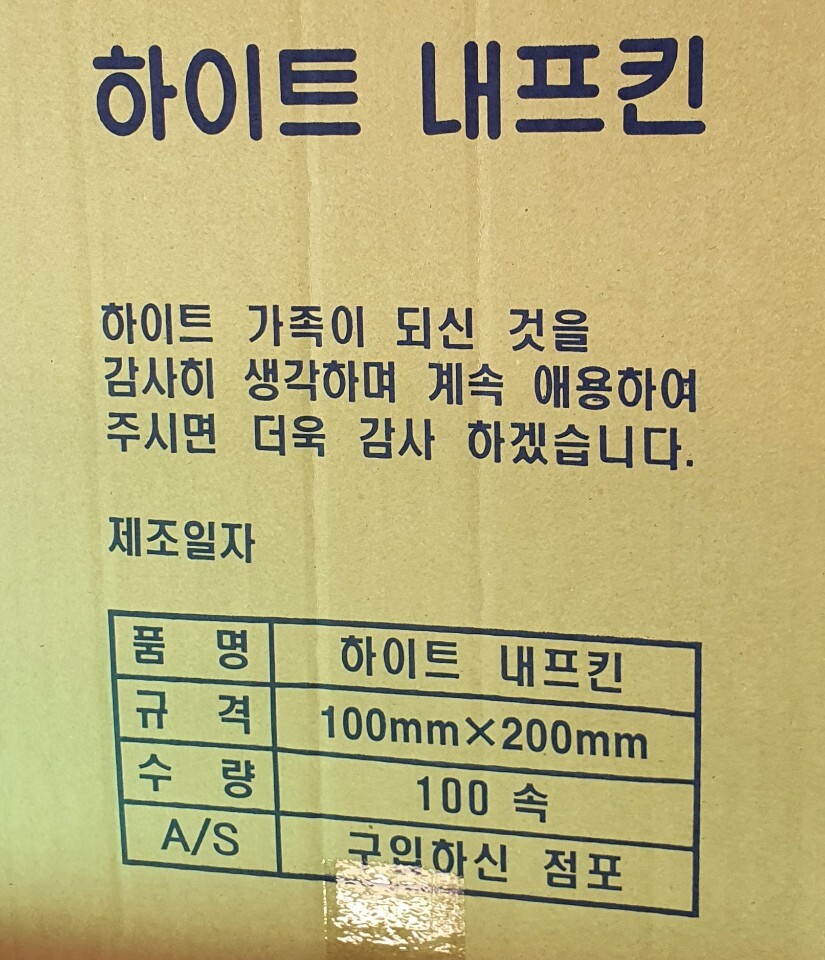 하이트 내프킨
하이트 가족이 되신 것을
감사히 생각하며 계속 애용하여
주시면 더욱 감사 하겠습니다.
제조일자
품 명 하이트 내프킨
규 격 100mm×200mm
수 량 100 속
A/S 구입하신 점포